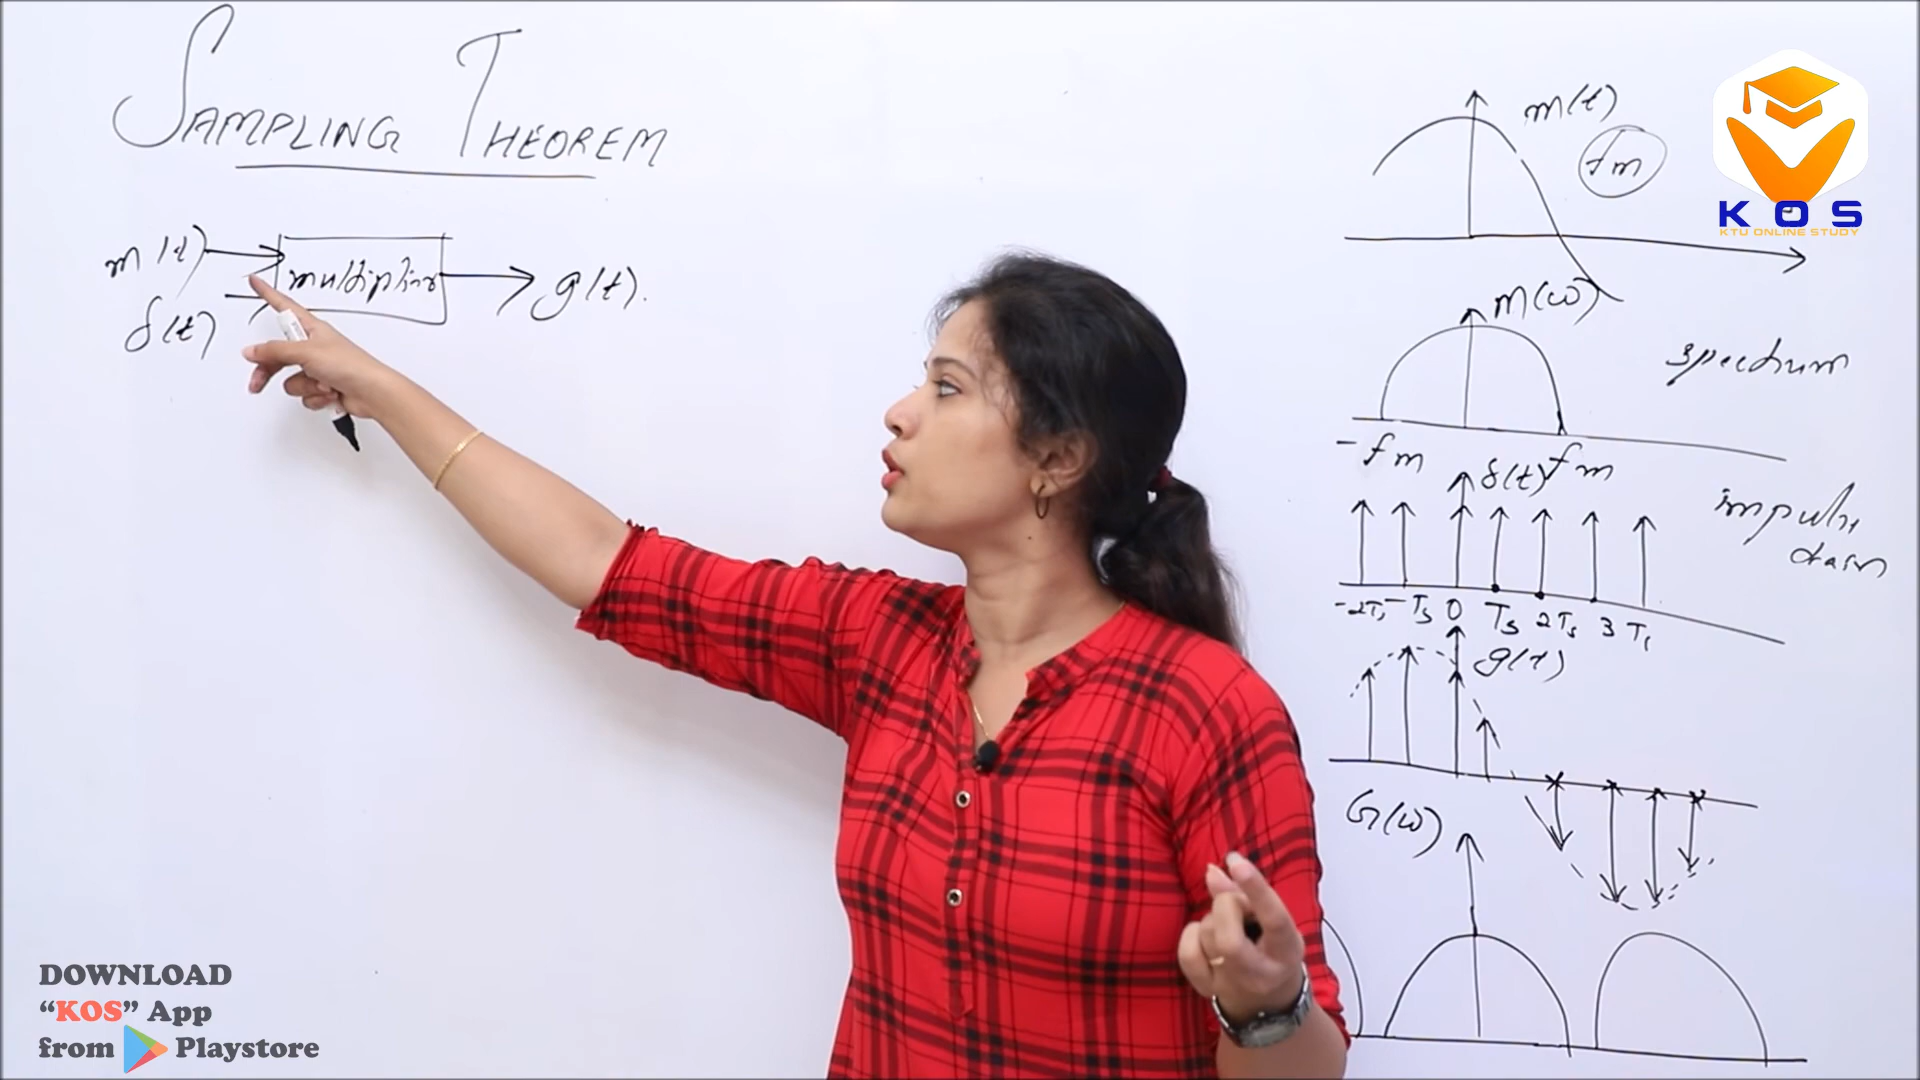 SAMPLING THEOREM
m(t)
multiplier
g(t).
δ(t)
m(t)
fm
KOS
KTU ONLINE STUDY
M(ω)
spectrum
-fm
fm
δ(t)
impulse
train
-2Ts -Ts 0 Ts 2Ts 3Ts
g(t)
G(ω)
DOWNLOAD
“KOS” App
from Playstore